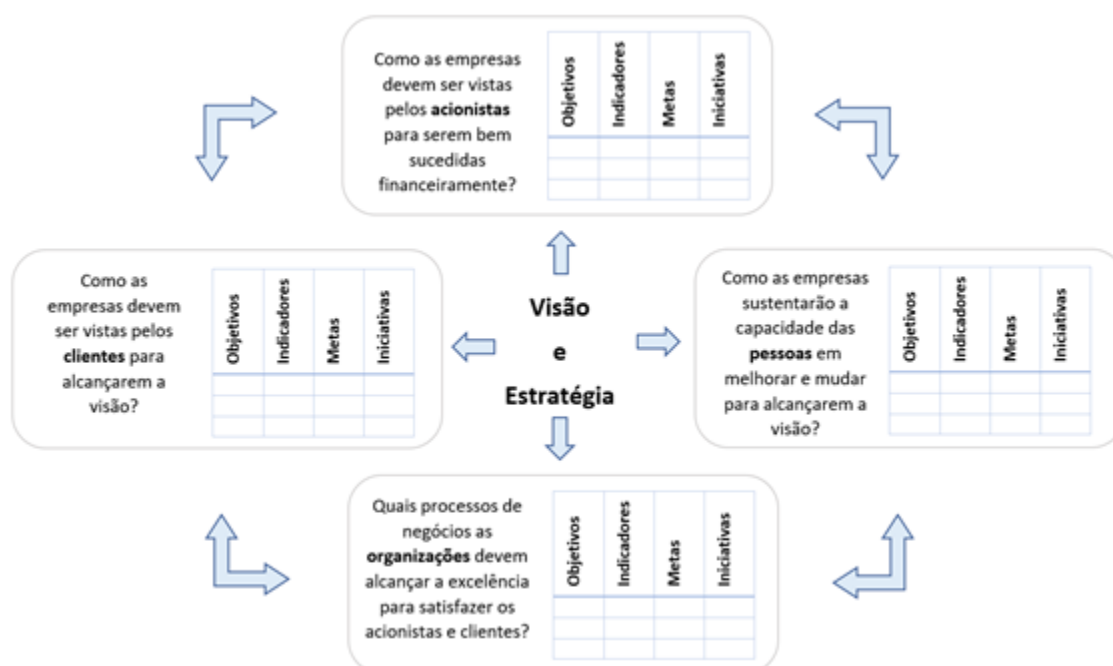 Como as empresas
devem ser vistas
pelos acionistas
para serem bem
sucedidas
financeiramente?
Objetivos
Indicadores
Metas
Iniciativas
Como as
empresas devem
ser vistas pelos
clientes para
alcançarem a
visão?
Objetivos
Indicadores
Metas
Iniciativas
Visão
e
Estratégia
Como as empresas
sustentarão a
capacidade das
pessoas em
melhorar e mudar
para alcançarem a
visão?
Objetivos
Indicadores
Metas
Iniciativas
Quais processos de
negócios as
organizações devem
alcançar a excelência
para satisfazer os
acionistas e clientes?
Objetivos
Indicadores
Metas
Iniciativas